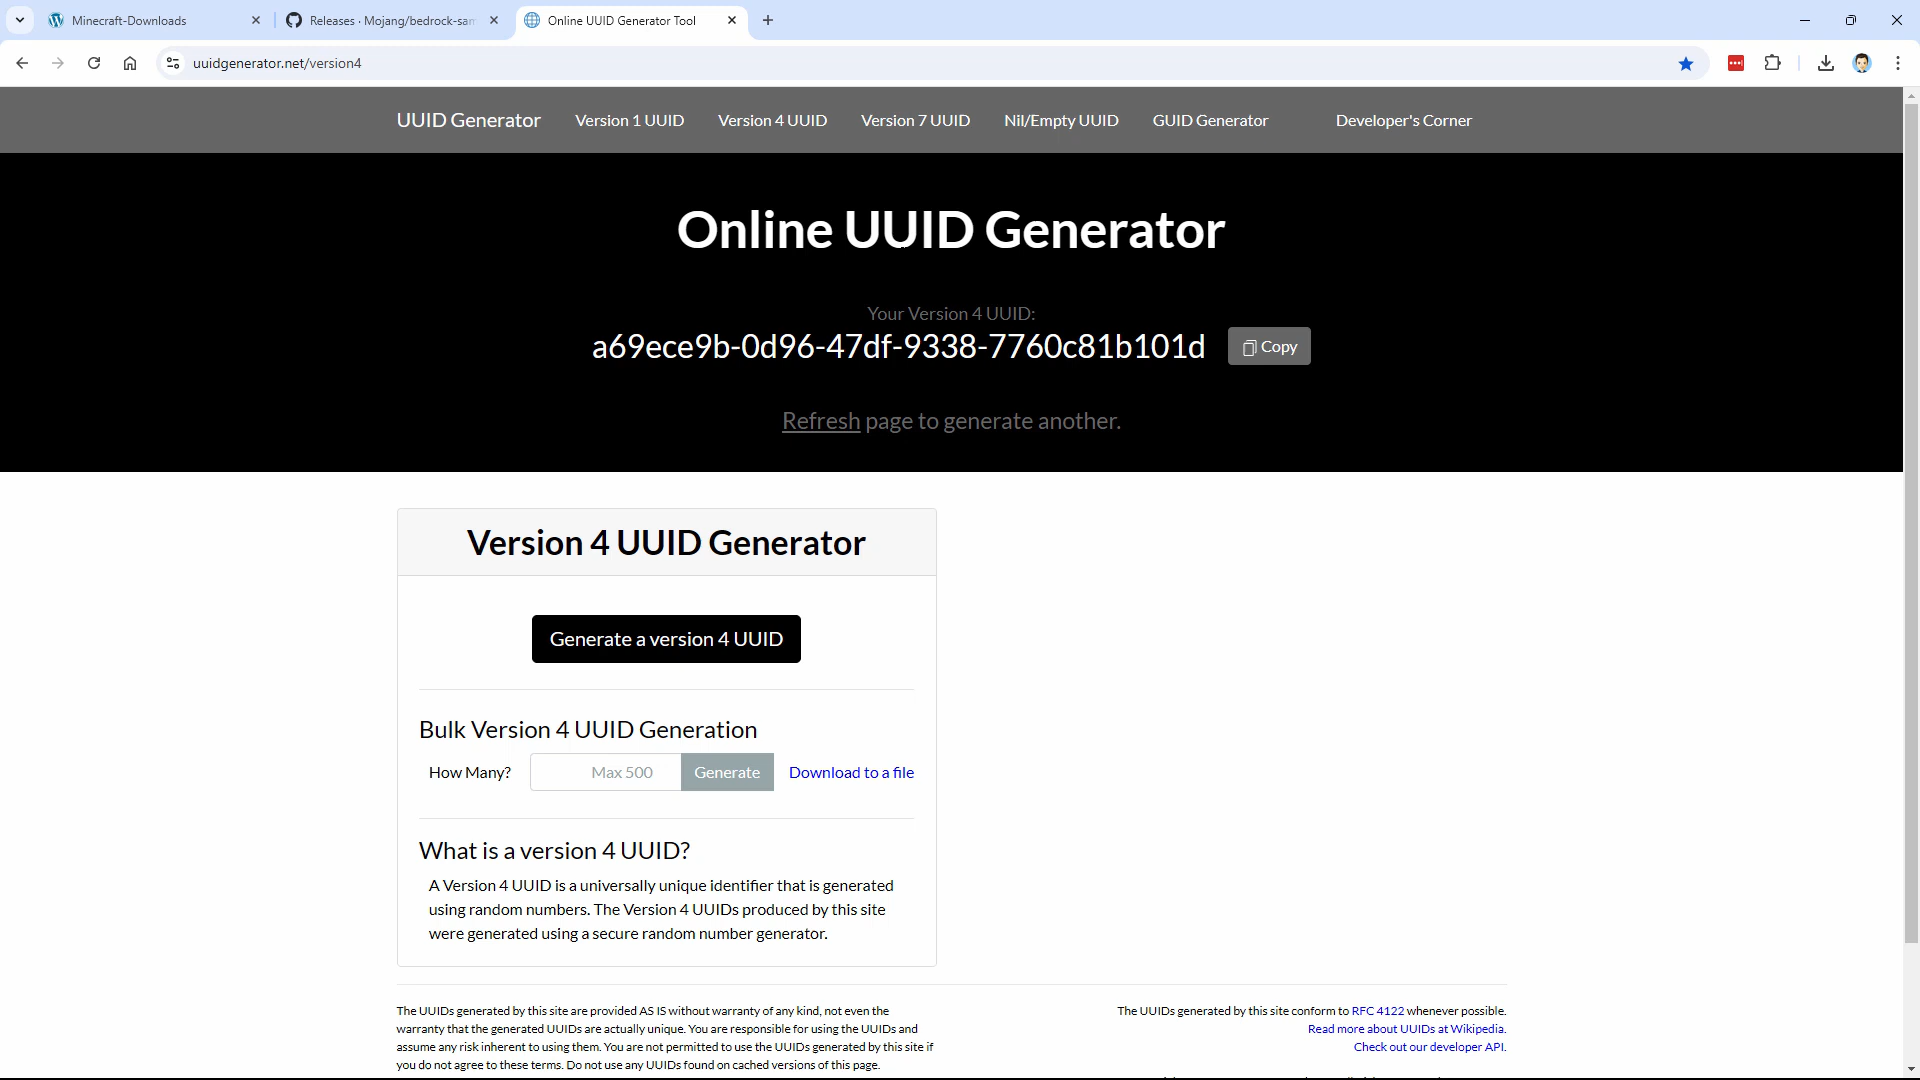 Minecraft-Downloads
Releases · Mojang/bedrock-sam
Online UUID Generator Tool
uuidgenerator.net/version4
UUID Generator
Version 1 UUID
Version 4 UUID
Version 7 UUID
Nil/Empty UUID
GUID Generator
Developer's Corner
Online UUID Generator
Your Version 4 UUID:
a69ece9b-0d96-47df-9338-7760c81b101d
Copy
Refresh page to generate another.
Version 4 UUID Generator
Generate a version 4 UUID
Bulk Version 4 UUID Generation
How Many?
Max 500
Generate
Download to a file
What is a version 4 UUID?
A Version 4 UUID is a universally unique identifier that is generated
using random numbers. The Version 4 UUIDs produced by this site
were generated using a secure random number generator.
The UUIDs generated by this site are provided AS IS without warranty of any kind, not even the
warranty that the generated UUIDs are actually unique. You are responsible for using the UUIDs and
assume any risk inherent to using them. You are not permitted to use the UUIDs generated by this site if
you do not agree to these terms. Do not use any UUIDs found on cached versions of this page.
The UUIDs generated by this site conform to RFC 4122 whenever possible.
Read more about UUIDs at Wikipedia.
Check out our developer API.